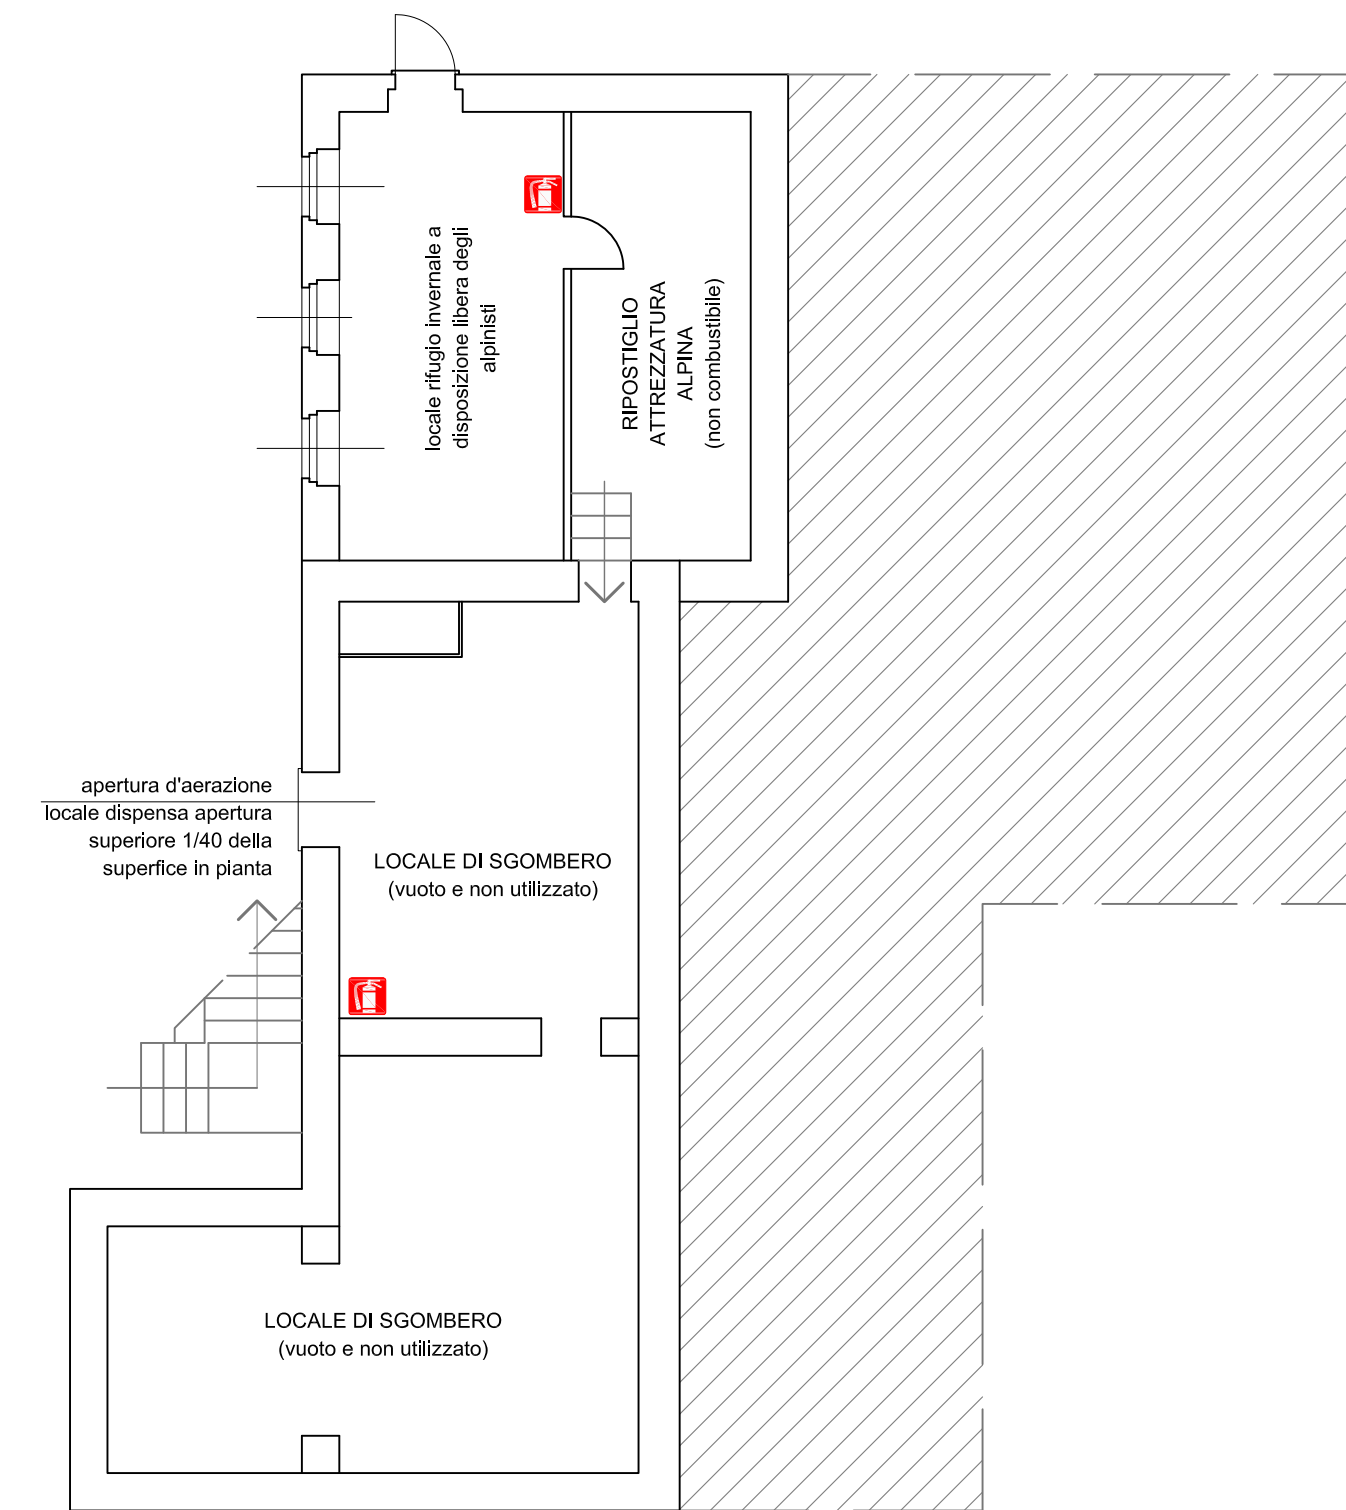 locale rifugio invernale a
disposizione libera degli
alpinisti
RIPOSTIGLIO
ATTREZZATURA
ALPINA
(non combustibile)
apertura d'aerazione
locale dispensa apertura
superiore 1/40 della
superfice in pianta
LOCALE DI SGOMBERO
(vuoto e non utilizzato)
LOCALE DI SGOMBERO
(vuoto e non utilizzato)